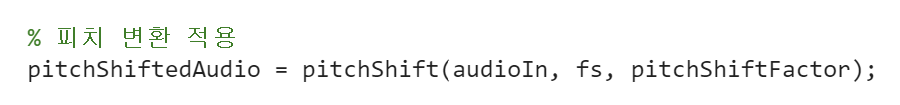 % 피치 변환 적용
pitchShiftedAudio = pitchShift(audioIn, fs, pitchShiftFactor);